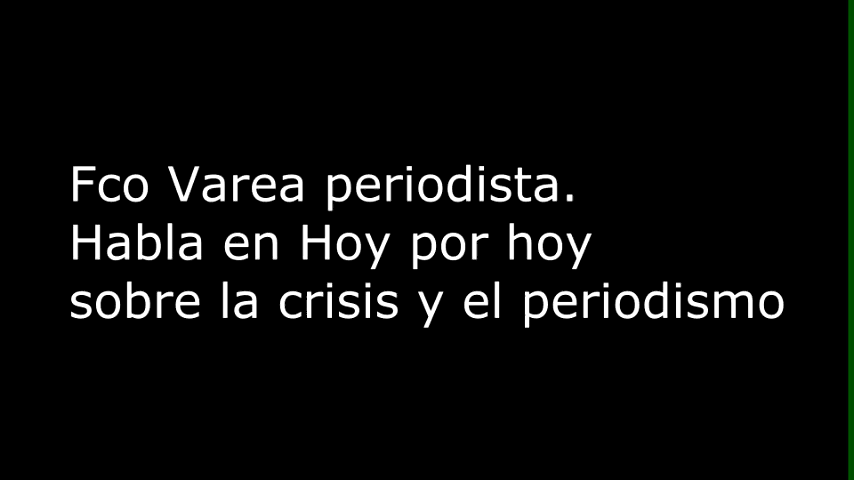 Fco Varea periodista.
Habla en Hoy por hoy
sobre la crisis y el periodismo